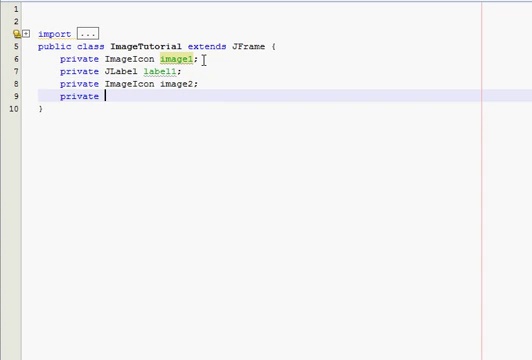 1
2
import ...
5 public class ImageTutorial extends JFrame {
6 private ImageIcon image1;
7 private JLabel label1;
8 private ImageIcon image2;
9 private
10 }